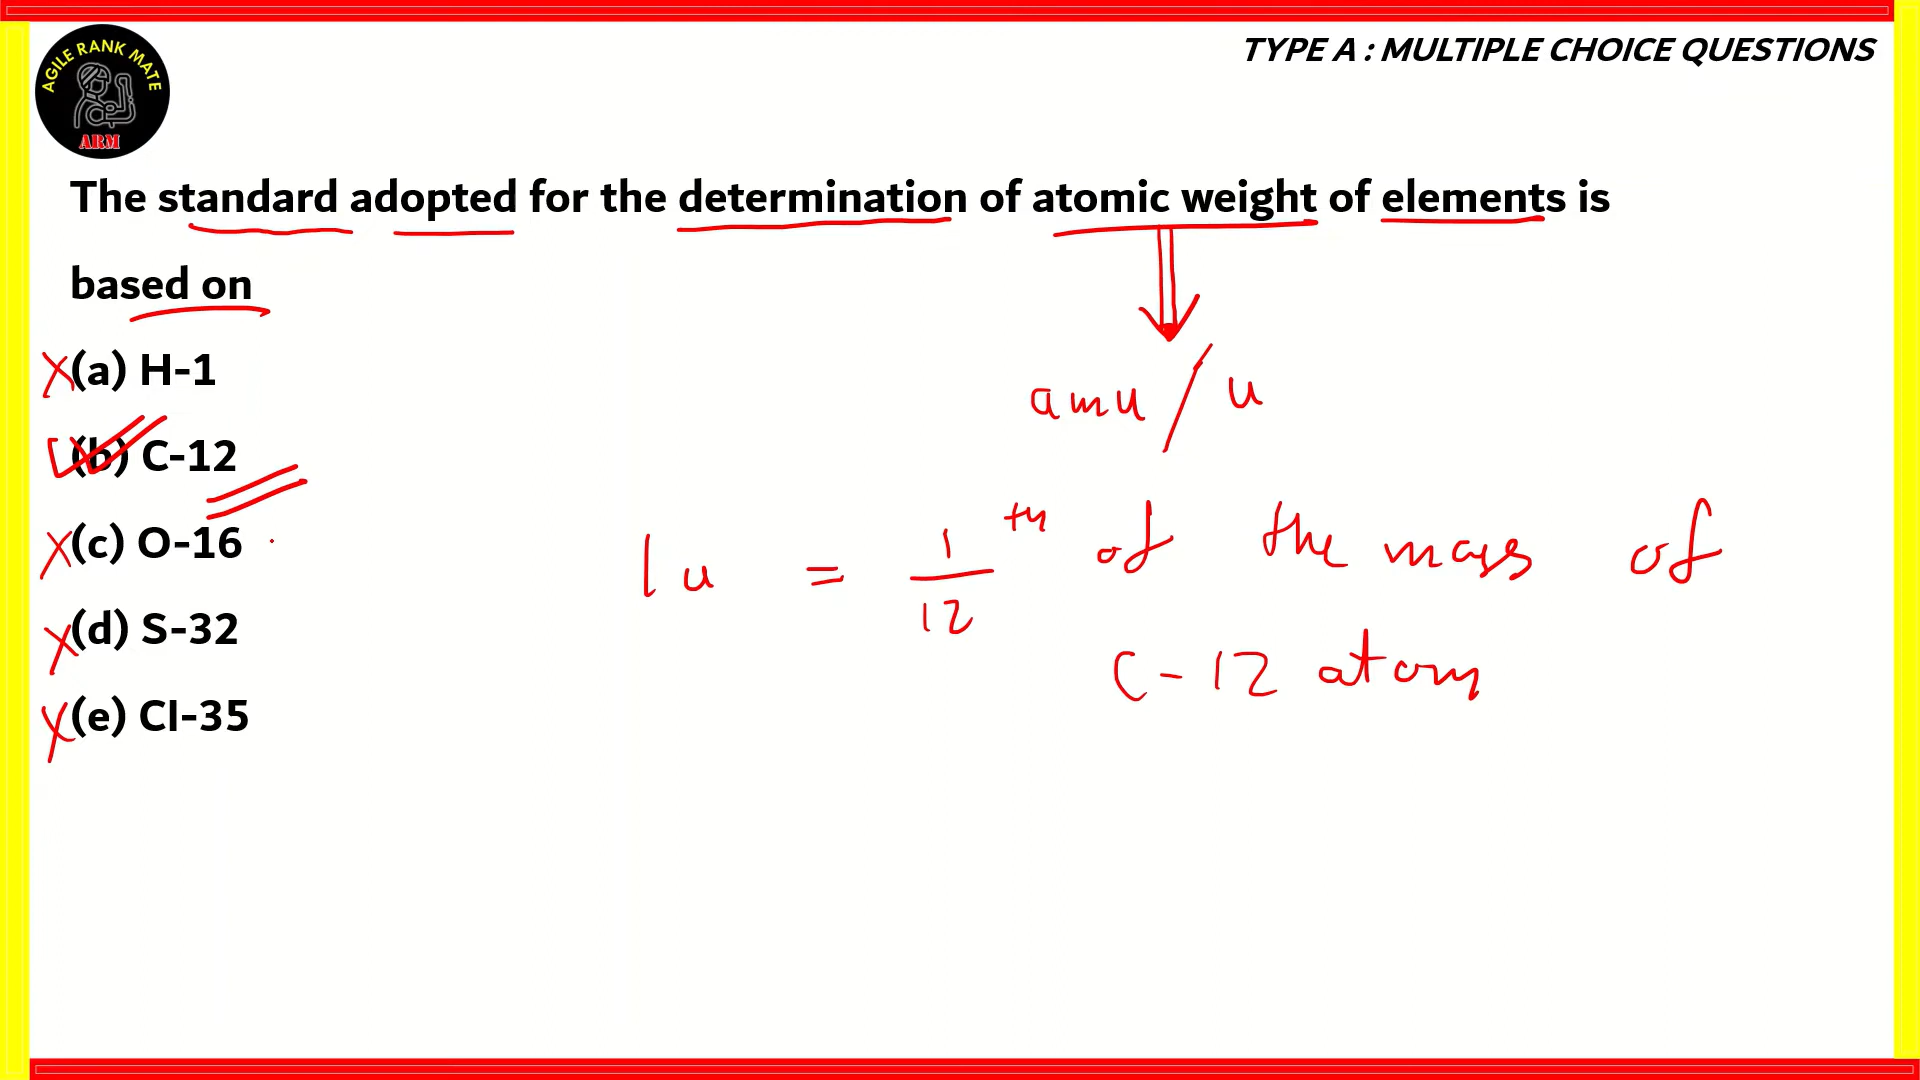 AGILE RANK MATE
ARM
TYPE A : MULTIPLE CHOICE QUESTIONS
The standard adopted for the determination of atomic weight of elements is
based on
(a) H-1
(b) C-12
(c) O-16
(d) S-32
(e) CI-35
amu / u
1 u = 1/12 th of the mass of
C-12 atom